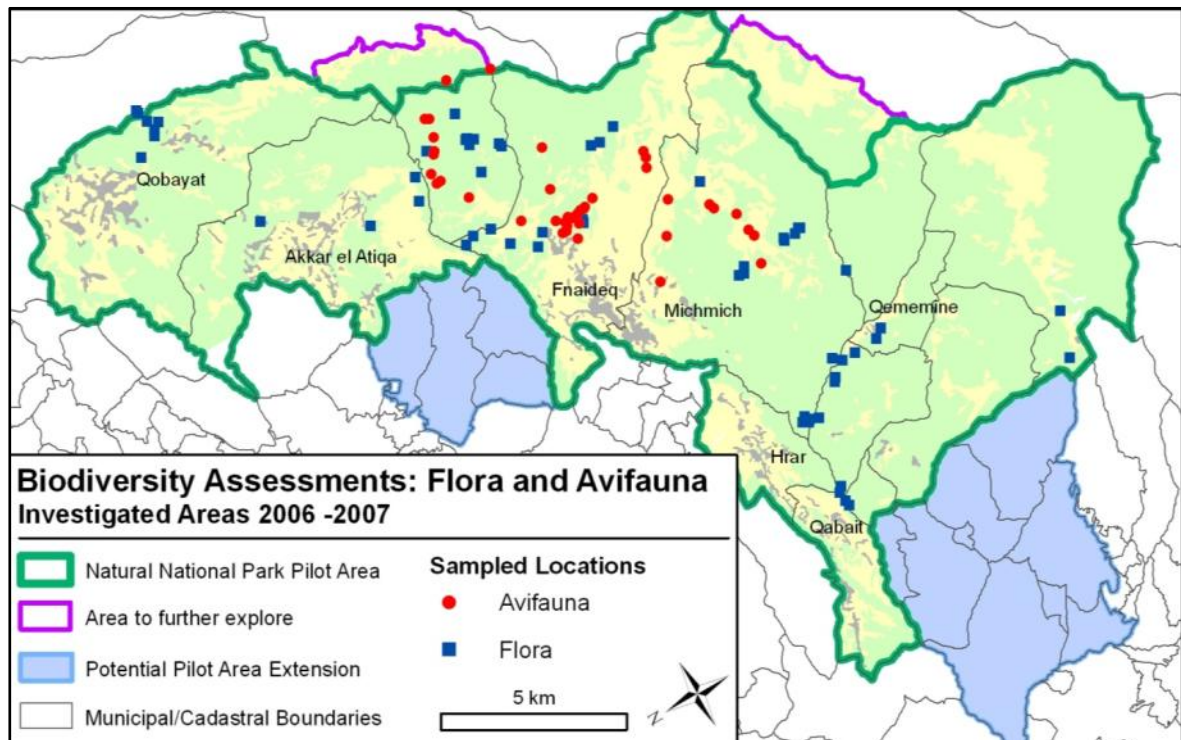 Qobayat
Akkar el Atiqa
Fnaideq
Michmich
Qememine
Hrar
Qabait
Biodiversity Assessments: Flora and Avifauna
Investigated Areas 2006 -2007
Natural National Park Pilot Area
Area to further explore
Potential Pilot Area Extension
Municipal/Cadastral Boundaries
Sampled Locations
Avifauna
Flora
5 km
N